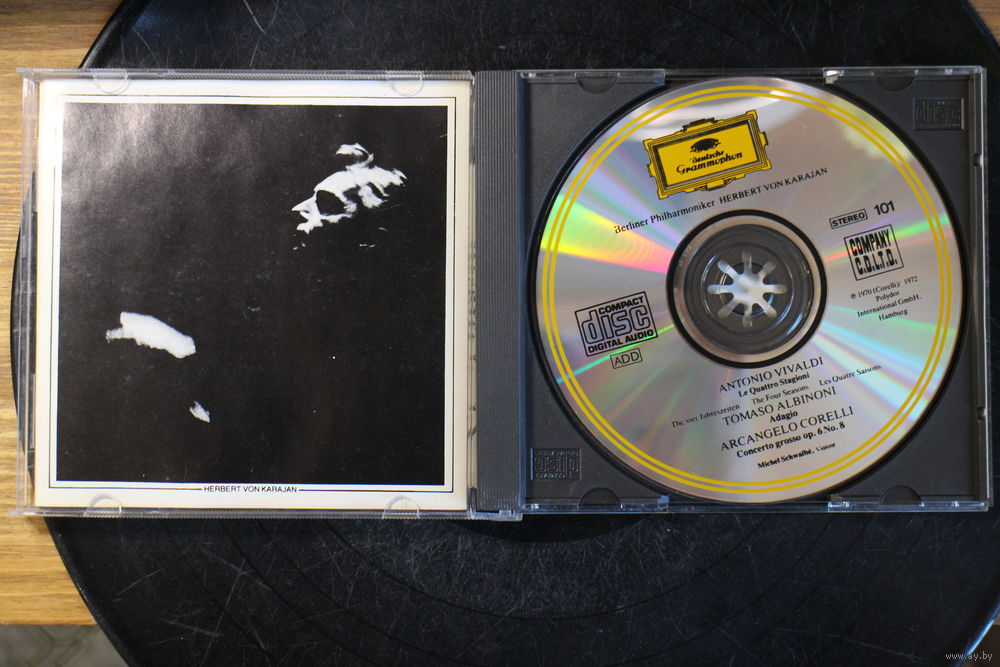 HERBERT VON KARAJAN
Deutsche
Grammophon
Berliner Philharmoniker HERBERT VON KARAJAN
STEREO 101
COMPANY
C.D.L.T.D.
℗ 1970 (Corelli)/ 1972
Polydor
International GmbH.
Hamburg
COMPACT
disc
DIGITAL AUDIO
ADD
ANTONIO VIVALDI
Le Quattro Stagioni
Die vier Jahreszeiten The Four Seasons Les Quatre Saisons
TOMASO ALBINONI
Adagio
ARCANGELO CORELLI
Concerto grosso op. 6 No. 8
Michel Schwalbé, Violine
www.ay.by